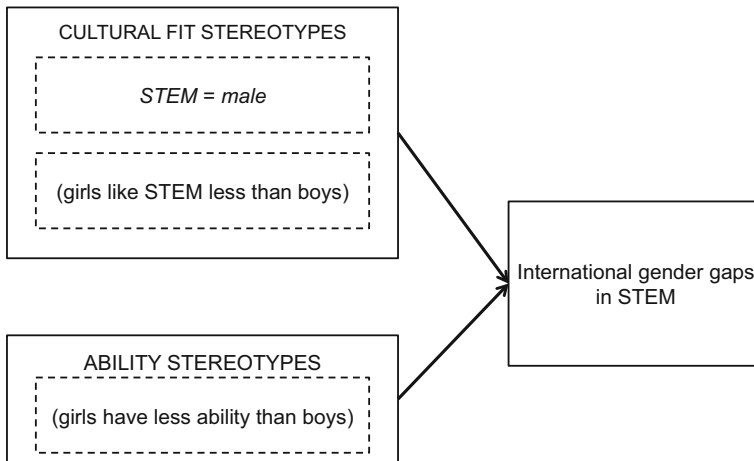 CULTURAL FIT STEREOTYPES
STEM = male
(girls like STEM less than boys)
International gender gaps
in STEM
ABILITY STEREOTYPES
(girls have less ability than boys)